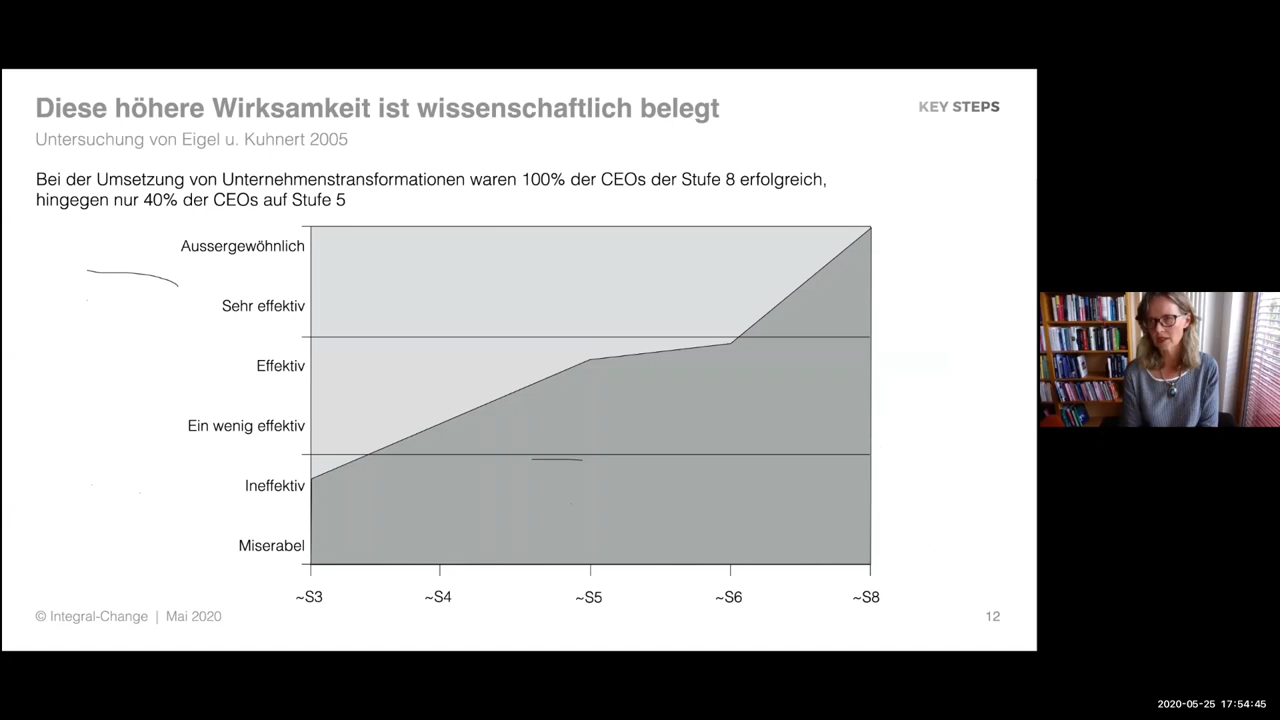 Diese höhere Wirksamkeit ist wissenschaftlich belegt
KEY STEPS
Untersuchung von Eigel u. Kuhnert 2005
Bei der Umsetzung von Unternehmenstransformationen waren 100% der CEOs der Stufe 8 erfolgreich,
hingegen nur 40% der CEOs auf Stufe 5
Aussergewöhnlich
Sehr effektiv
Effektiv
Ein wenig effektiv
Ineffektiv
Miserabel
~S3 ~S4 ~S5 ~S6 ~S8
© Integral-Change | Mai 2020
12
2020-05-25 17:54:45